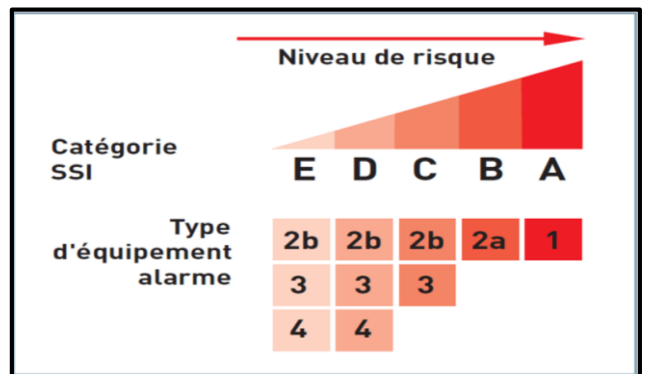 Niveau de risque
Catégorie
SSI
E D C B A
Type
d'équipement
alarme
2b 2b 2b 2a 1
3 3 3
4 4